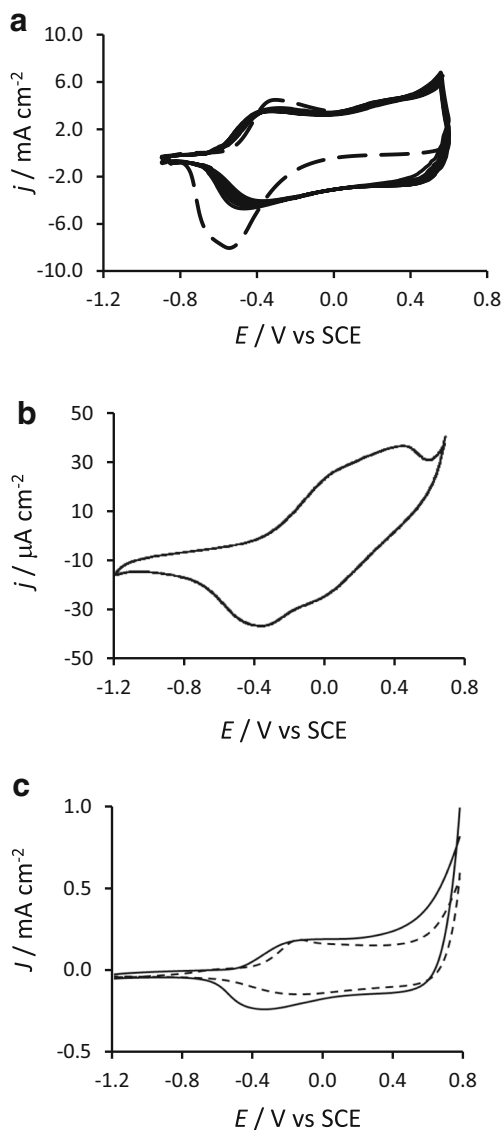 a
10.0
6.0
2.0
-2.0
-6.0
-10.0
j / mA cm⁻²
-1.2 -0.8 -0.4 0.0 0.4 0.8
E / V vs SCE
b
50
30
10
-10
-30
-50
j / µA cm⁻²
-1.2 -0.8 -0.4 0.0 0.4 0.8
E / V vs SCE
c
1.0
0.5
0.0
-0.5
J / mA cm⁻²
-1.2 -0.8 -0.4 0.0 0.4 0.8
E / V vs SCE